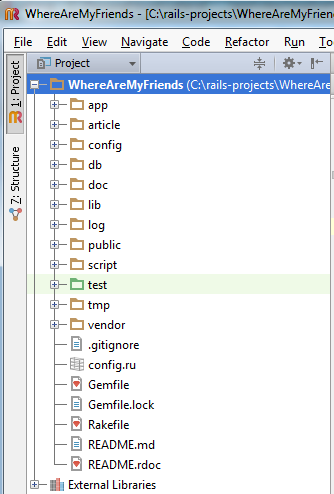 WhereAreMyFriends - [C:\rails-projects\WhereAreMyFrien
File Edit View Navigate Code Refactor Run To
1: Project
Project
WhereAreMyFriends (C:\rails-projects\WhereAre
app
article
config
db
doc
lib
log
public
script
test
tmp
vendor
.gitignore
config.ru
Gemfile
Gemfile.lock
Rakefile
README.md
README.rdoc
External Libraries
7: Structure